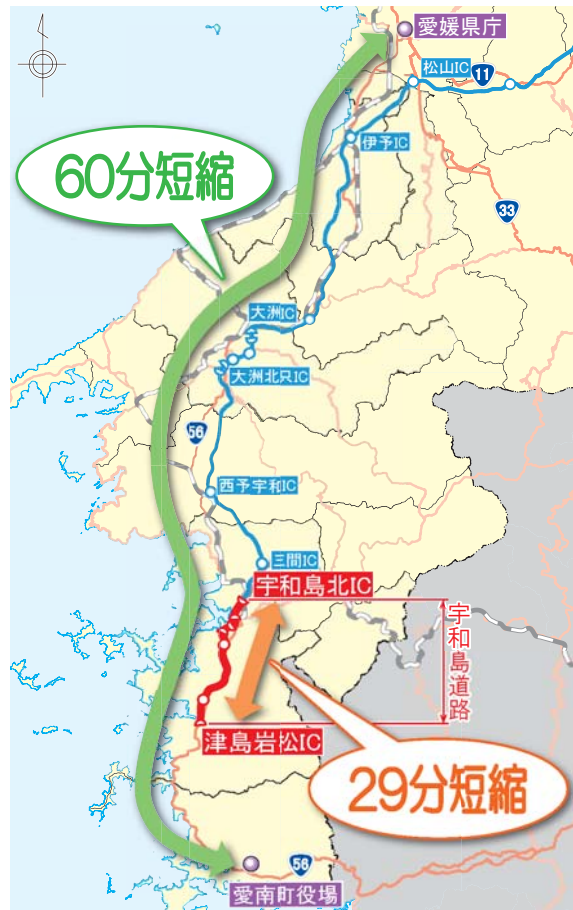 愛媛県庁
松山IC
11
伊予IC
60分短縮
33
大洲IC
大洲北只IC
56
西予宇和IC
三間IC
宇和島北IC
宇和島道路
津島岩松IC
29分短縮
56
愛南町役場